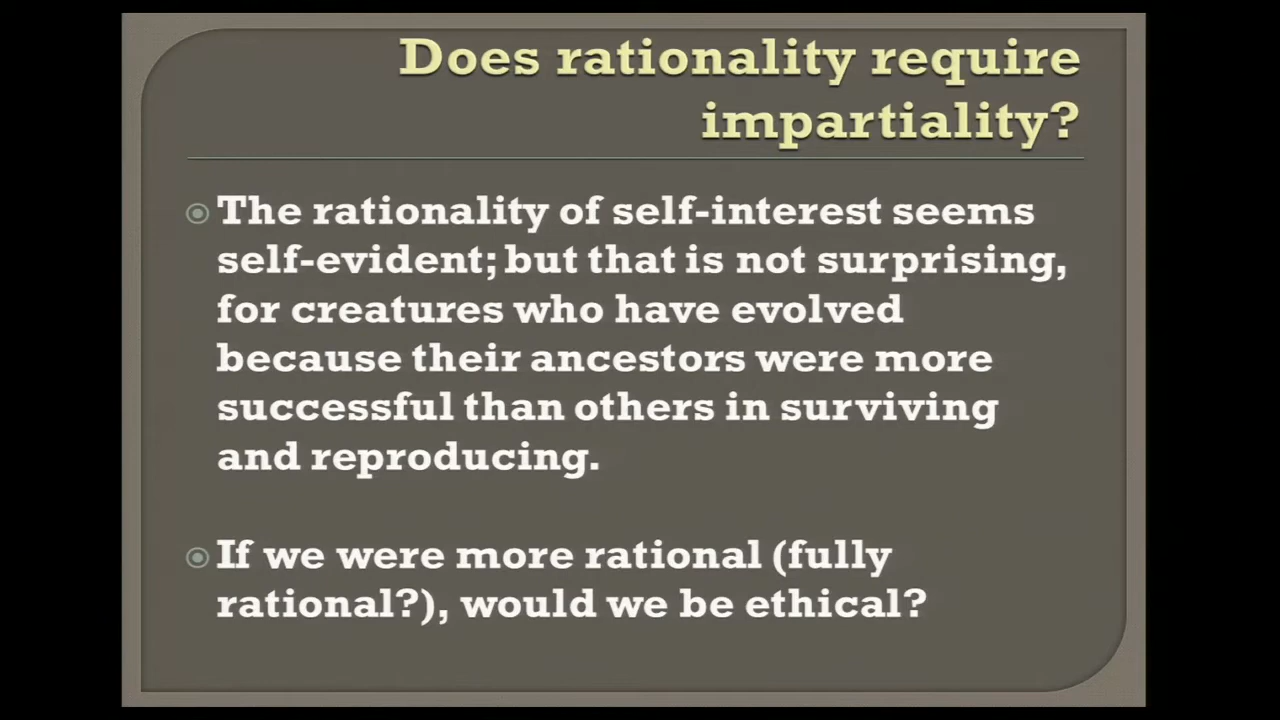 Does rationality require
impartiality?
The rationality of self-interest seems
self-evident; but that is not surprising,
for creatures who have evolved
because their ancestors were more
successful than others in surviving
and reproducing.
If we were more rational (fully
rational?), would we be ethical?